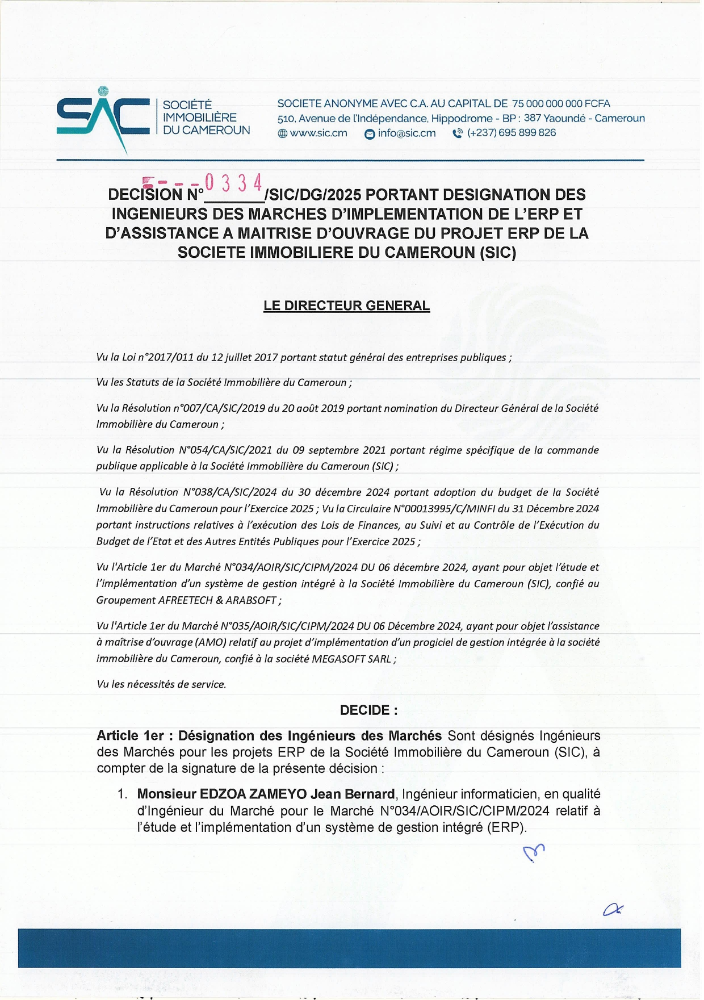 SIC
SOCIÉTÉ
IMMOBILIÈRE
DU CAMEROUN
SOCIETE ANONYME AVEC C.A. AU CAPITAL DE 75 000 000 000 FCFA
510, Avenue de l'Indépendance, Hippodrome - BP : 387 Yaoundé - Cameroun
www.sic.cm info@sic.cm (+237) 695 899 826
0334
DECISION N°_______/SIC/DG/2025 PORTANT DESIGNATION DES
INGENIEURS DES MARCHES D'IMPLEMENTATION DE L'ERP ET
D'ASSISTANCE A MAITRISE D'OUVRAGE DU PROJET ERP DE LA
SOCIETE IMMOBILIERE DU CAMEROUN (SIC)
LE DIRECTEUR GENERAL
Vu la Loi n°2017/011 du 12 juillet 2017 portant statut général des entreprises publiques ;
Vu les Statuts de la Société Immobilière du Cameroun ;
Vu la Résolution n°007/CA/SIC/2019 du 20 août 2019 portant nomination du Directeur Général de la Société
Immobilière du Cameroun ;
Vu la Résolution N°054/CA/SIC/2021 du 09 septembre 2021 portant régime spécifique de la commande
publique applicable à la Société Immobilière du Cameroun (SIC) ;
Vu la Résolution N°038/CA/SIC/2024 du 30 décembre 2024 portant adoption du budget de la Société
Immobilière du Cameroun pour l'Exercice 2025 ; Vu la Circulaire N°00013995/C/MINFI du 31 Décembre 2024
portant instructions relatives à l'exécution des Lois de Finances, au Suivi et au Contrôle de l'Exécution du
Budget de l'Etat et des Autres Entités Publiques pour l'Exercice 2025 ;
Vu l'Article 1er du Marché N°034/AOIR/SIC/CIPM/2024 DU 06 décembre 2024, ayant pour objet l'étude et
l'implémentation d'un système de gestion intégré à la Société Immobilière du Cameroun (SIC), confié au
Groupement AFREETECH & ARABSOFT ;
Vu l'Article 1er du Marché N°035/AOIR/SIC/CIPM/2024 DU 06 Décembre 2024, ayant pour objet l'assistance
à maîtrise d'ouvrage (AMO) relatif au projet d'implémentation d'un progiciel de gestion intégrée à la société
immobilière du Cameroun, confié à la société MEGASOFT SARL ;
Vu les nécessités de service.
DECIDE :
Article 1er : Désignation des Ingénieurs des Marchés Sont désignés Ingénieurs
des Marchés pour les projets ERP de la Société Immobilière du Cameroun (SIC), à
compter de la signature de la présente décision :
1. Monsieur EDZOA ZAMEYO Jean Bernard, Ingénieur informaticien, en qualité
d'Ingénieur du Marché pour le Marché N°034/AOIR/SIC/CIPM/2024 relatif à
l'étude et l'implémentation d'un système de gestion intégré (ERP).